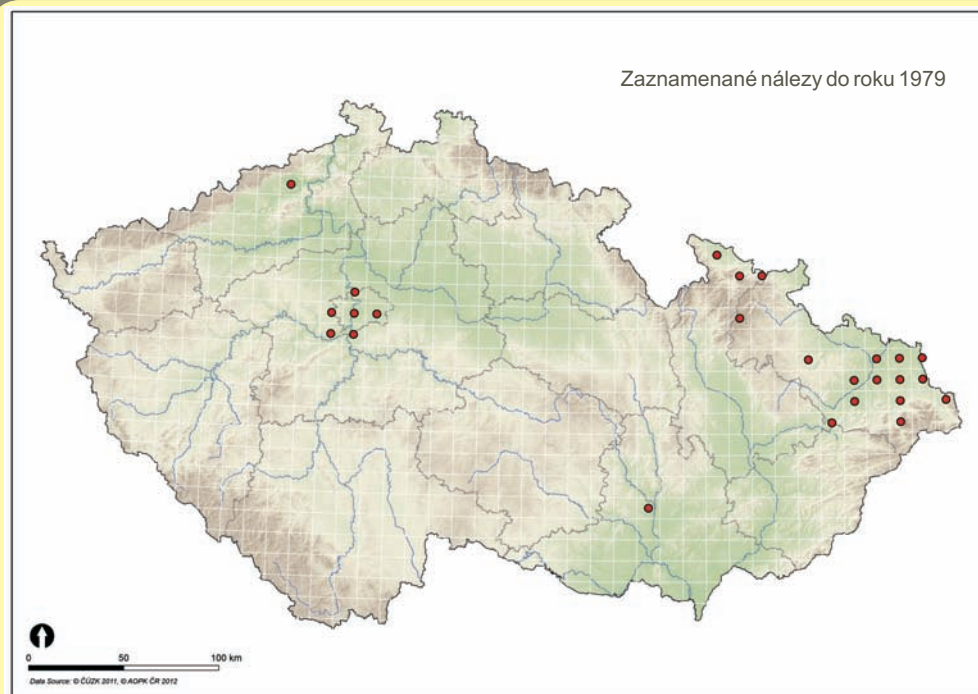 Zaznamenané nálezy do roku 1979
0 50 100 km
Data Source: © ČÚZK 2011, © AOPK ČR 2012